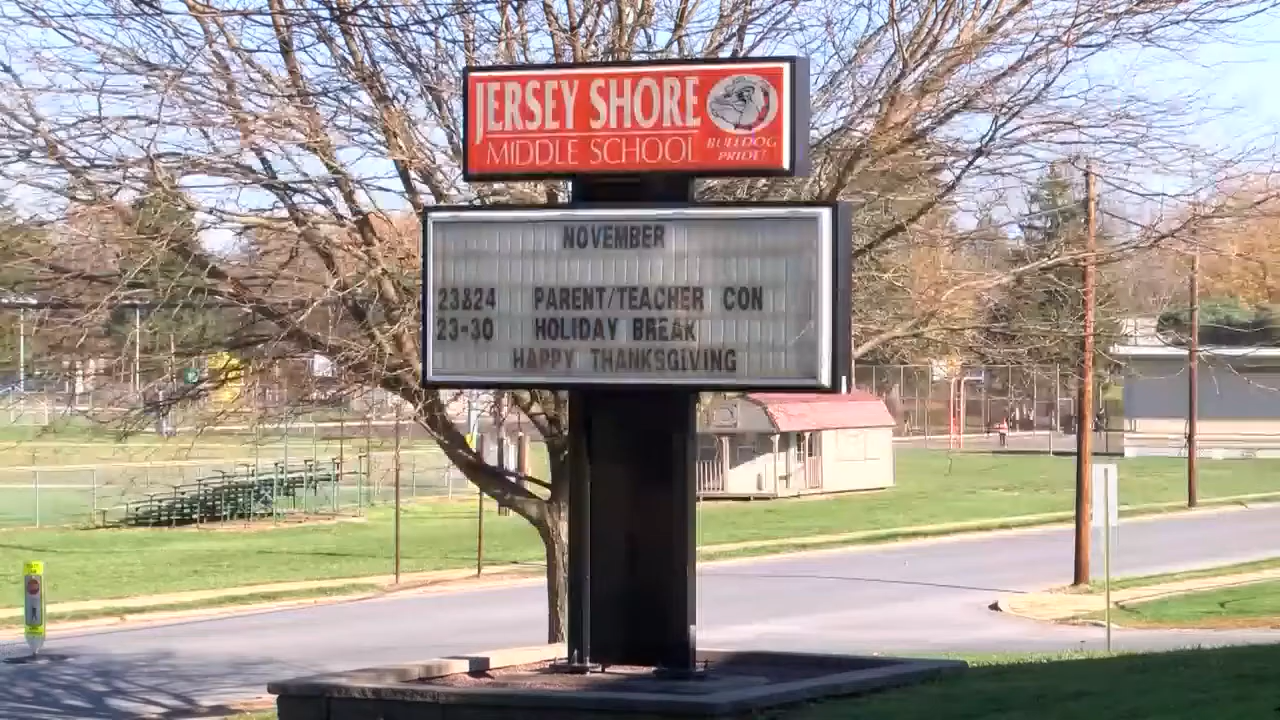 JERSEY SHORE
MIDDLE SCHOOL
BULLDOG
PRIDE!
NOVEMBER
23&24 PARENT/TEACHER CON
23-30 HOLIDAY BREAK
HAPPY THANKSGIVING